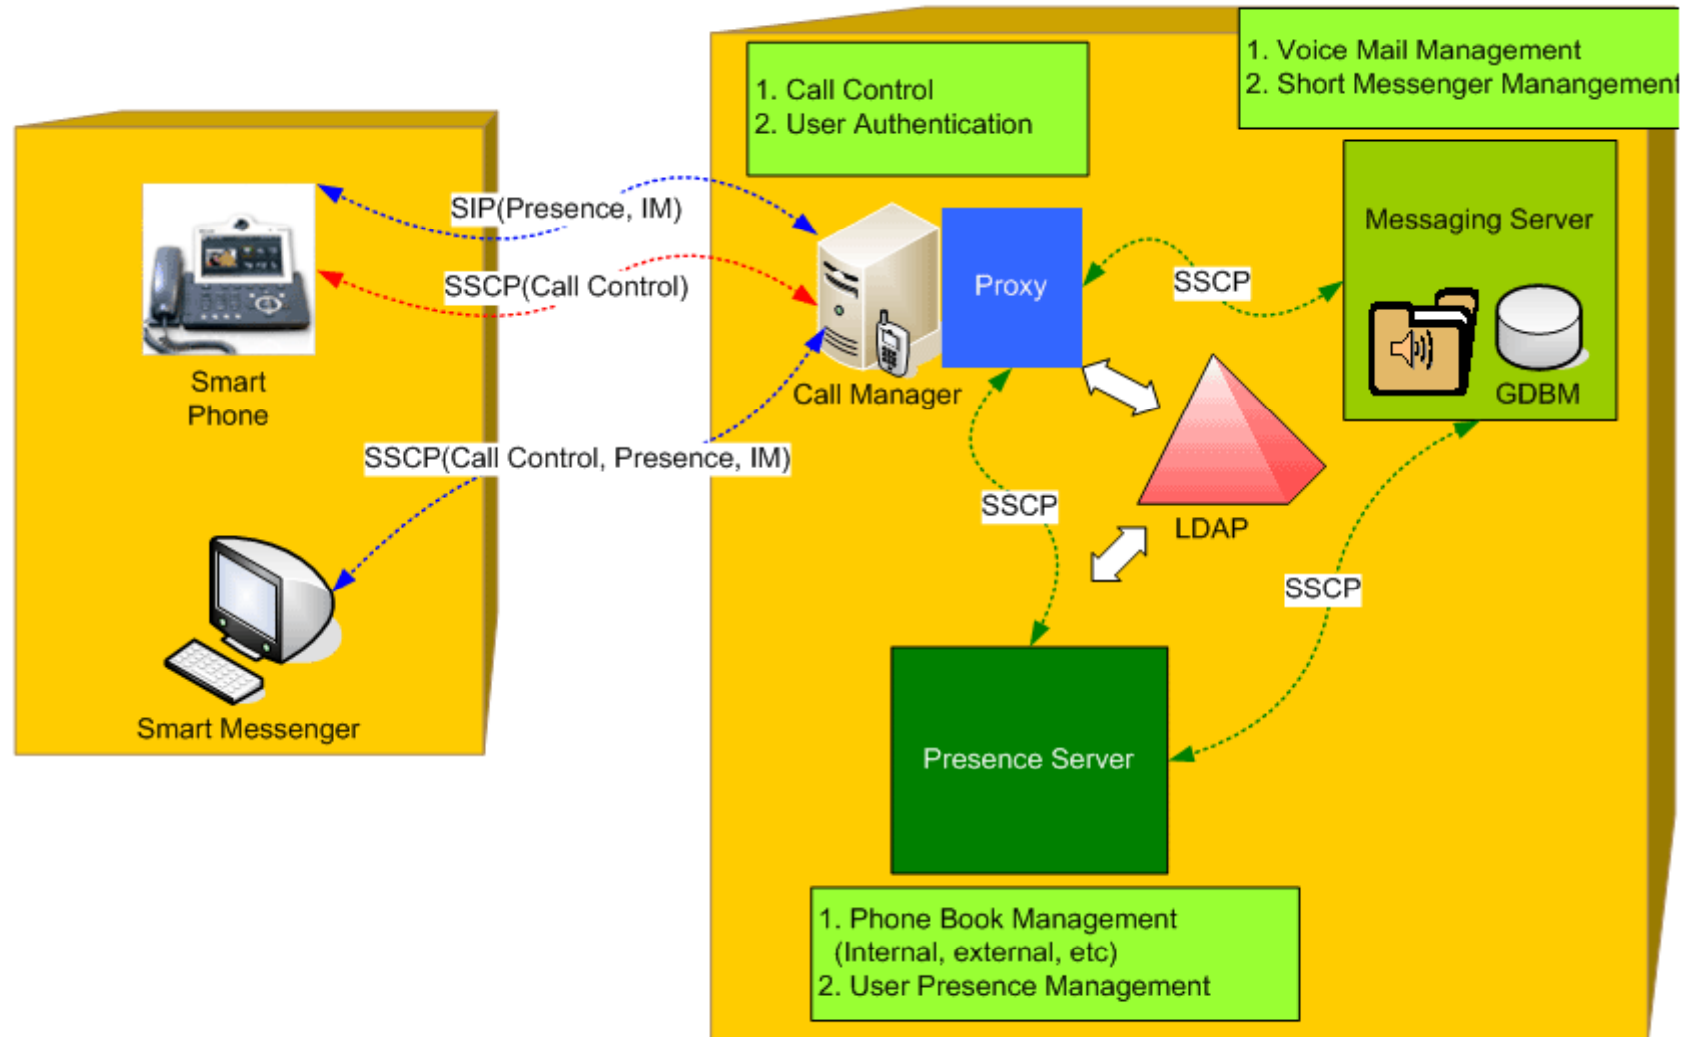 1. Voice Mail Management
2. Short Messenger Manangement
1. Call Control
2. User Authentication
SIP(Presence, IM)
SSCP(Call Control)
Smart
Phone
SSCP(Call Control, Presence, IM)
Smart Messenger
Call Manager
Proxy
SSCP
Messaging Server
GDBM
LDAP
SSCP
SSCP
Presence Server
1. Phone Book Management
(Internal, external, etc)
2. User Presence Management